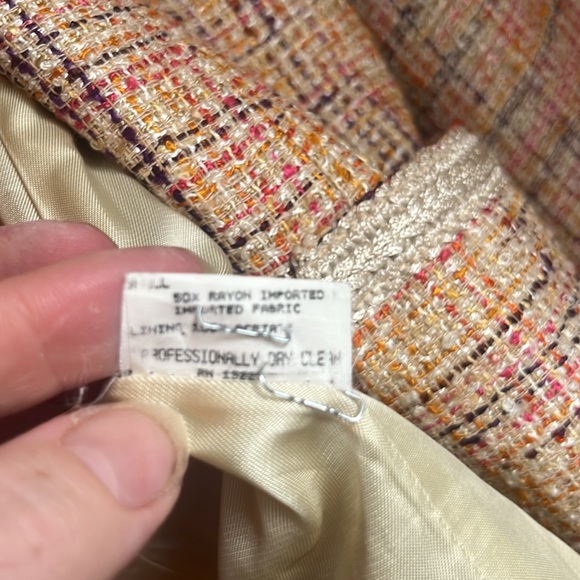 50% RAYON IMPORTED
IMPORTED FABRIC
LINING
PROFESSIONALLY DRY CLEAN
RN